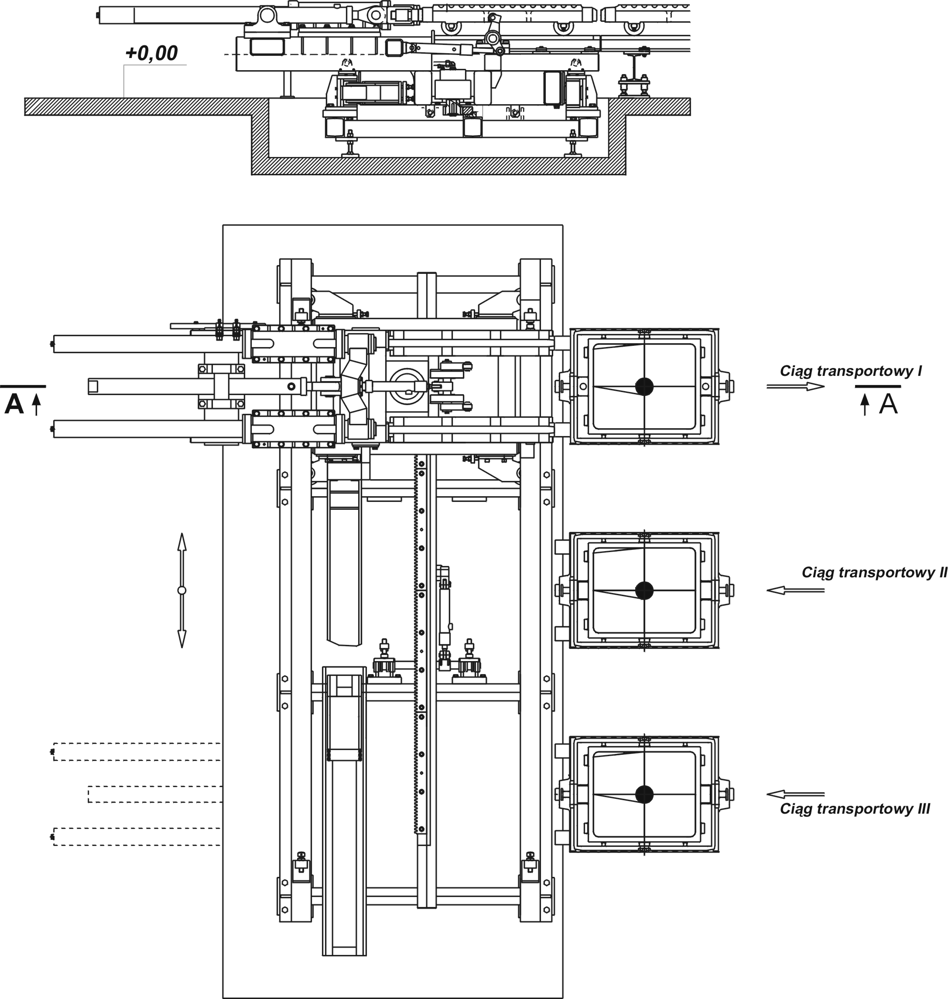 +0,00
Ciąg transportowy I
A
A
Ciąg transportowy II
Ciąg transportowy III